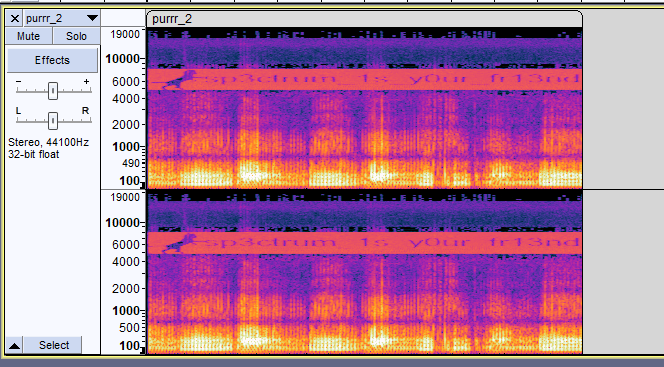 purrr_2
purrr_2
Mute
Solo
Effects
-
+
L
R
Stereo, 44100Hz
32-bit float
Select
19000
10000
6000
4000
2000
1000
490
100
sp3ctrum 1s y0ur fr13nd
19000
10000
6000
4000
2000
1000
500
100
sp3ctrum 1s y0ur fr13nd